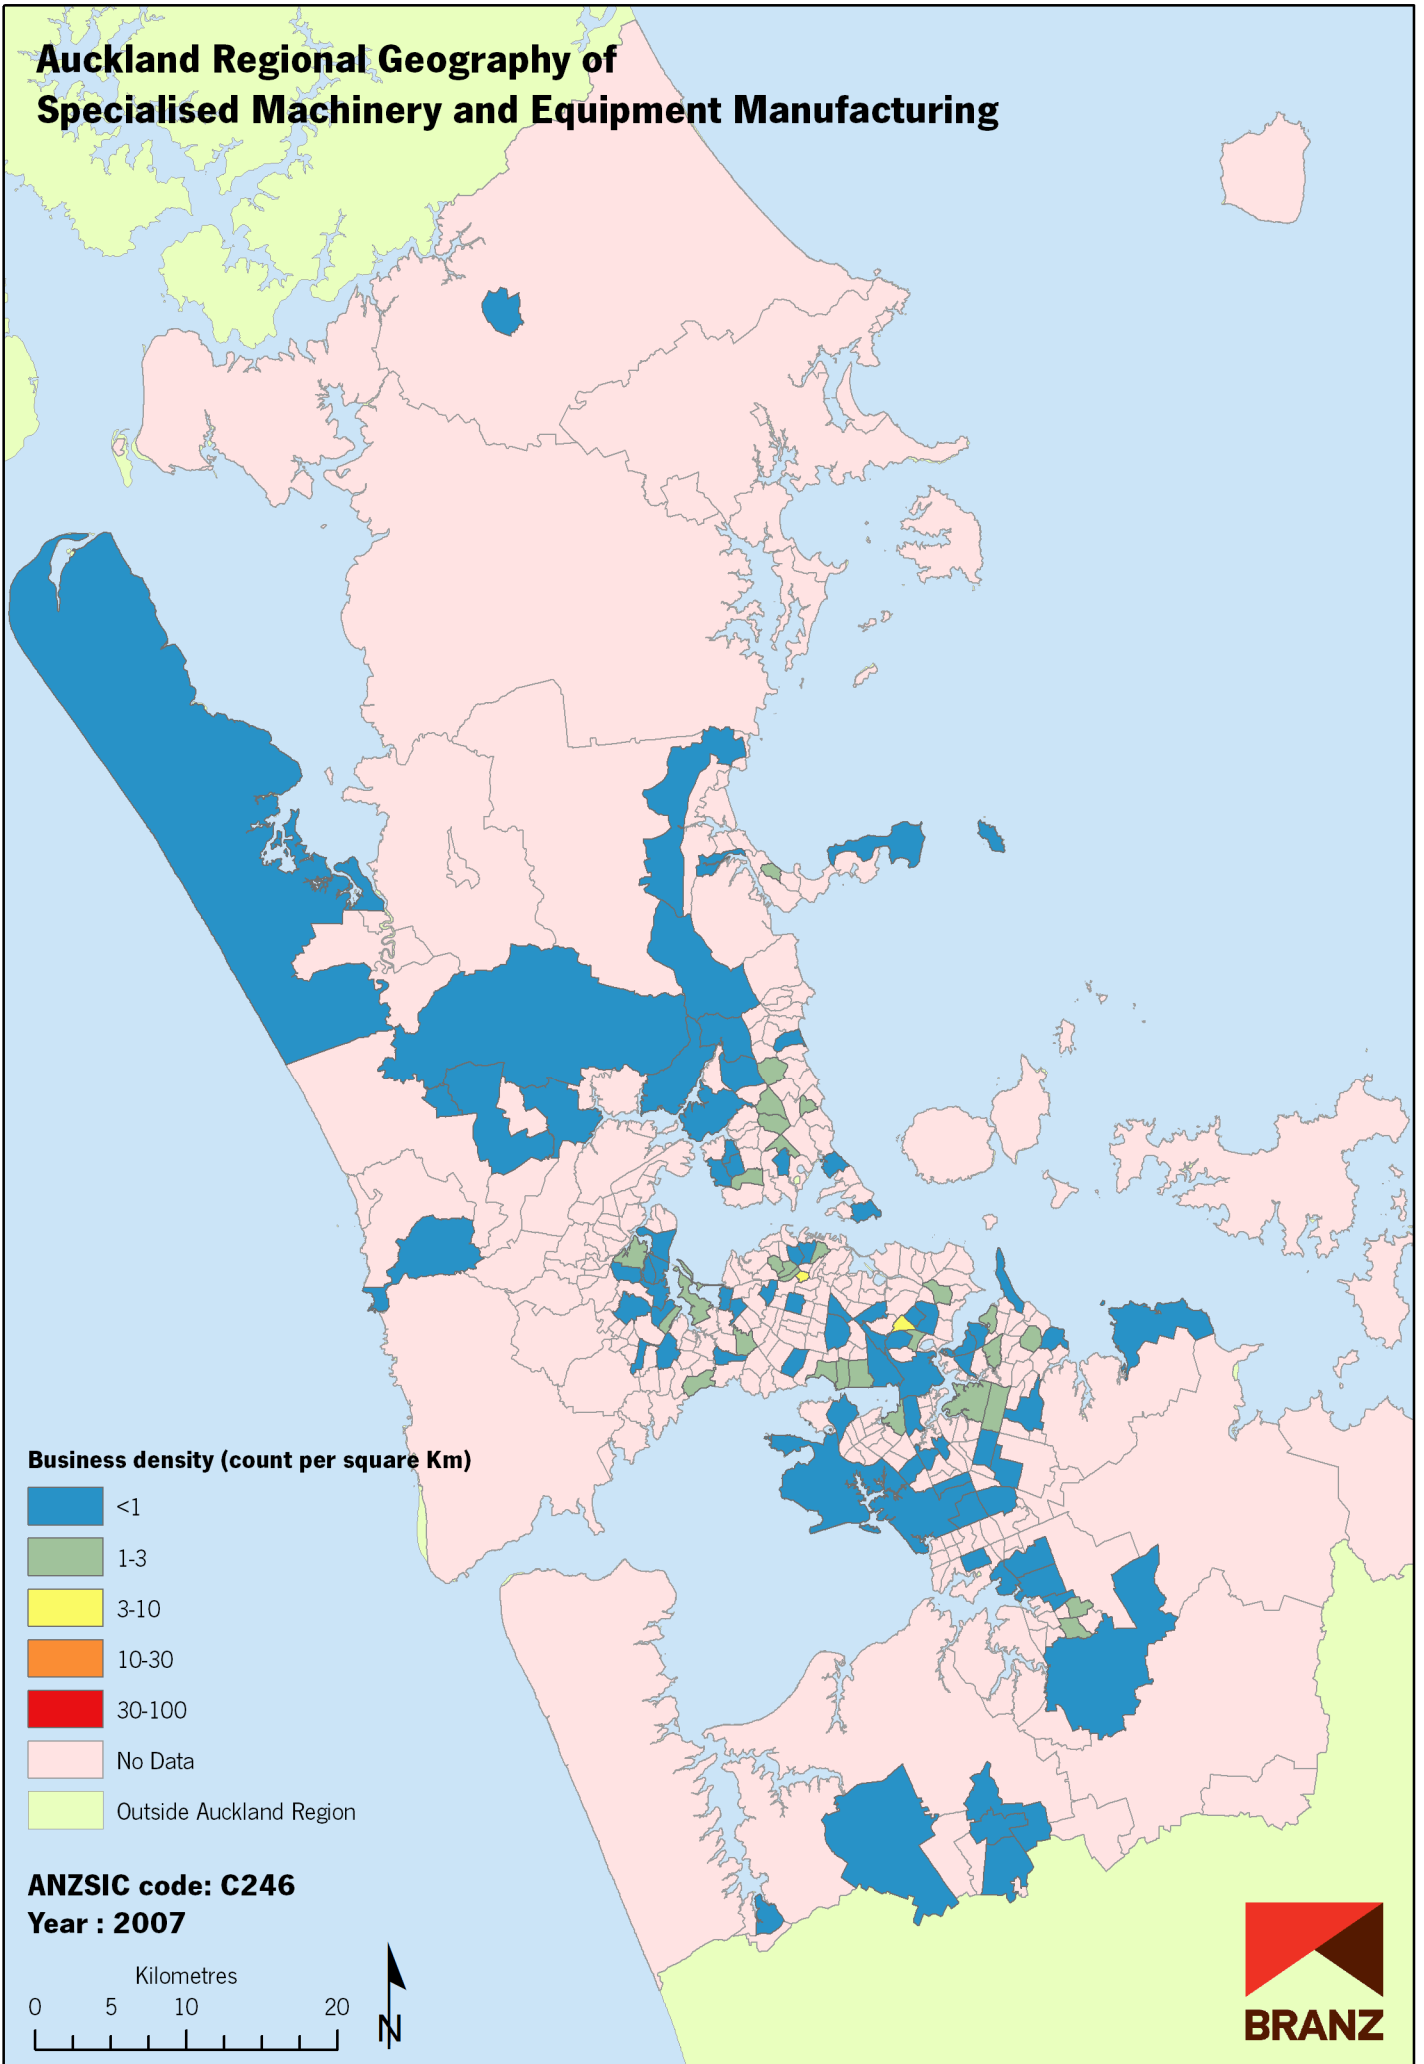 Auckland Regional Geography of
Specialised Machinery and Equipment Manufacturing
Business density (count per square Km)
<1
1-3
3-10
10-30
30-100
No Data
Outside Auckland Region
ANZSIC code: C246
Year : 2007
Kilometres
0 5 10 20
N
BRANZ